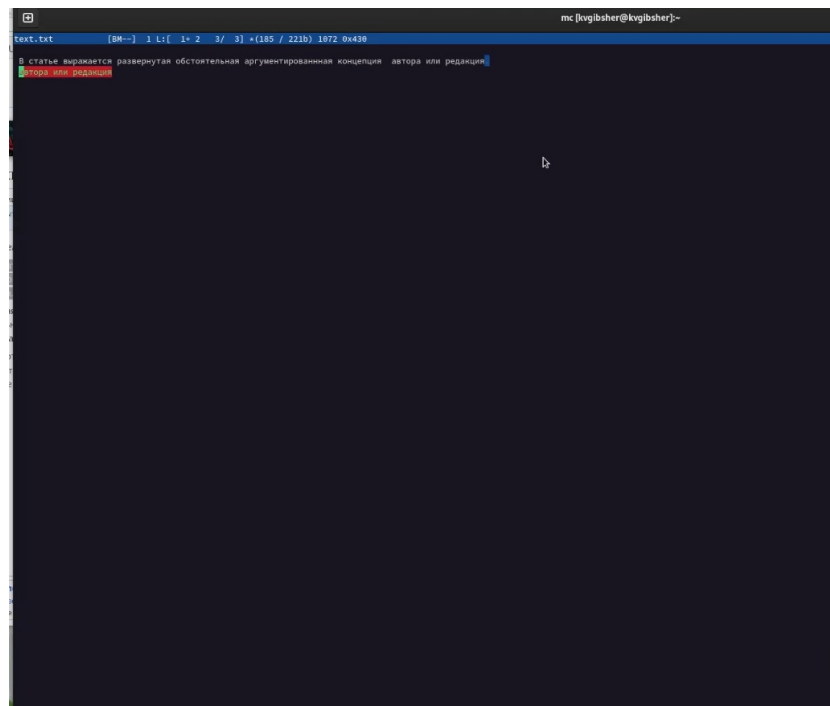 mc [kvgibsher@kvgibsher]:~
text.txt [BM--] 1 L:[ 1+ 2 3/ 3] *(185 / 221b) 1072 0x430
В статье выражается развернутая обстоятельная аргументированнная концепция автора или редакция
автора или редакция